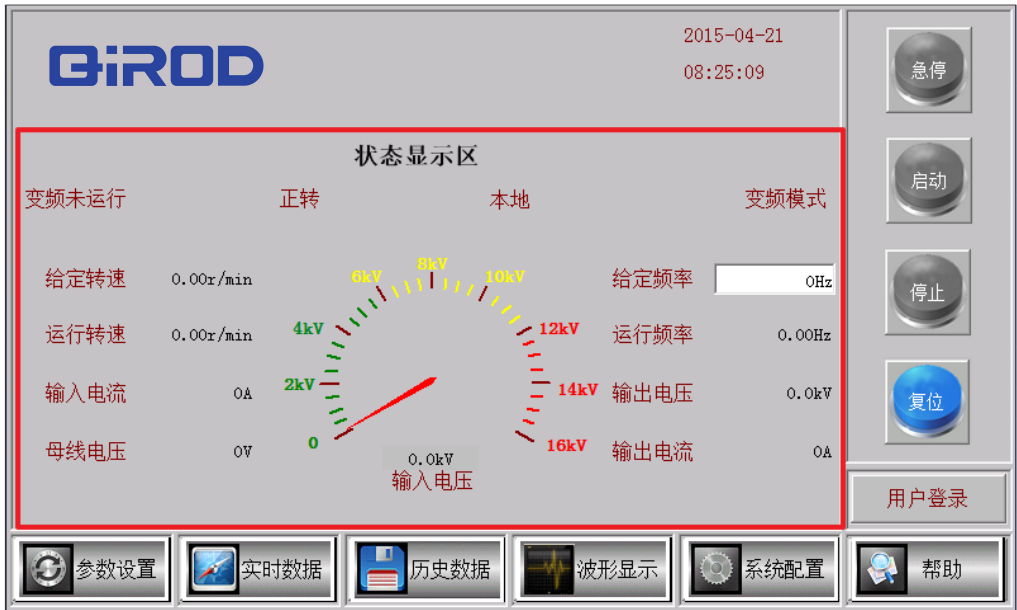 QiROD
2015-04-21
08:25:09
急停
启动
停止
复位
用户登录
状态显示区
变频未运行 正转 本地 变频模式
给定转速 0.00r/min
运行转速 0.00r/min
输入电流 0A
母线电压 0V
0
2kV
4kV
6kV
8kV
10kV
12kV
14kV
16kV
0.0kV
输入电压
给定频率 0Hz
运行频率 0.00Hz
输出电压 0.0kV
输出电流 0A
参数设置 实时数据 历史数据 波形显示 系统配置 帮助